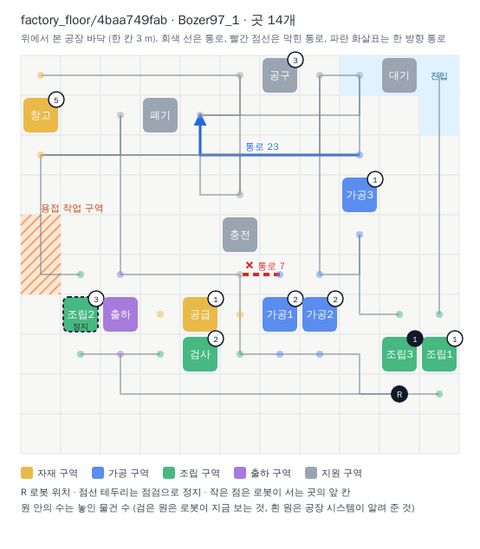 factory_floor/4baa749fab · Bozer97_1 · 곳 14개
위에서 본 공장 바닥 (한 칸 3 m). 회색 선은 통로, 빨간 점선은 막힌 통로, 파란 화살표는 한 방향 통로
3
공구
대기
진입
5
창고
폐기
통로 23
1
가공3
용접 작업 구역
충전
✖ 통로 7
3
조립2
정지
출하
1
공급
2
가공1
2
가공2
2
검사
1
조립3
1
조립1
R
자재 구역
가공 구역
조립 구역
출하 구역
지원 구역
R 로봇 위치 · 점선 테두리는 점검으로 정지 · 작은 점은 로봇이 서는 곳의 앞 칸
원 안의 수는 놓인 물건 수 (검은 원은 로봇이 지금 보는 것, 흰 원은 공장 시스템이 알려 준 것)